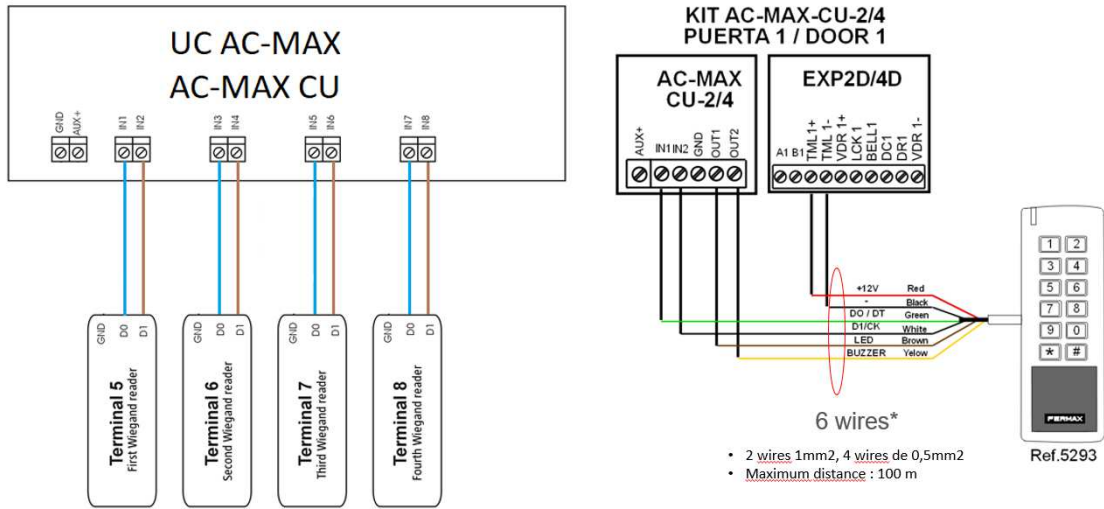 UC AC-MAX
AC-MAX CU
GND
AUX+
IN1
IN2
IN3
IN4
IN5
IN6
IN7
IN8
GND
D0
D1
Terminal 5
First Wiegand reader
GND
D0
D1
Terminal 6
Second Wiegand reader
GND
D0
D1
Terminal 7
Third Wiegand reader
GND
D0
D1
Terminal 8
Fourth Wiegand reader
KIT AC-MAX-CU-2/4
PUERTA 1 / DOOR 1
AC-MAX
CU-2/4
AUX+
IN1 IN2
GND
OUT1
OUT2
EXP2D/4D
A1 B1
TML1+
TML 1-
VDR 1+
LCK 1
BELL1
DC1
DR1
VDR 1-
+12V Red
- Black
DO / DT Green
D1/CK White
LED Brown
BUZZER Yelow
6 wires*
• 2 wires 1mm2, 4 wires de 0,5mm2
• Maximum distance : 100 m
1 2
3 4
5 6
7 8
9 0
* #
FERMAX
Ref.5293